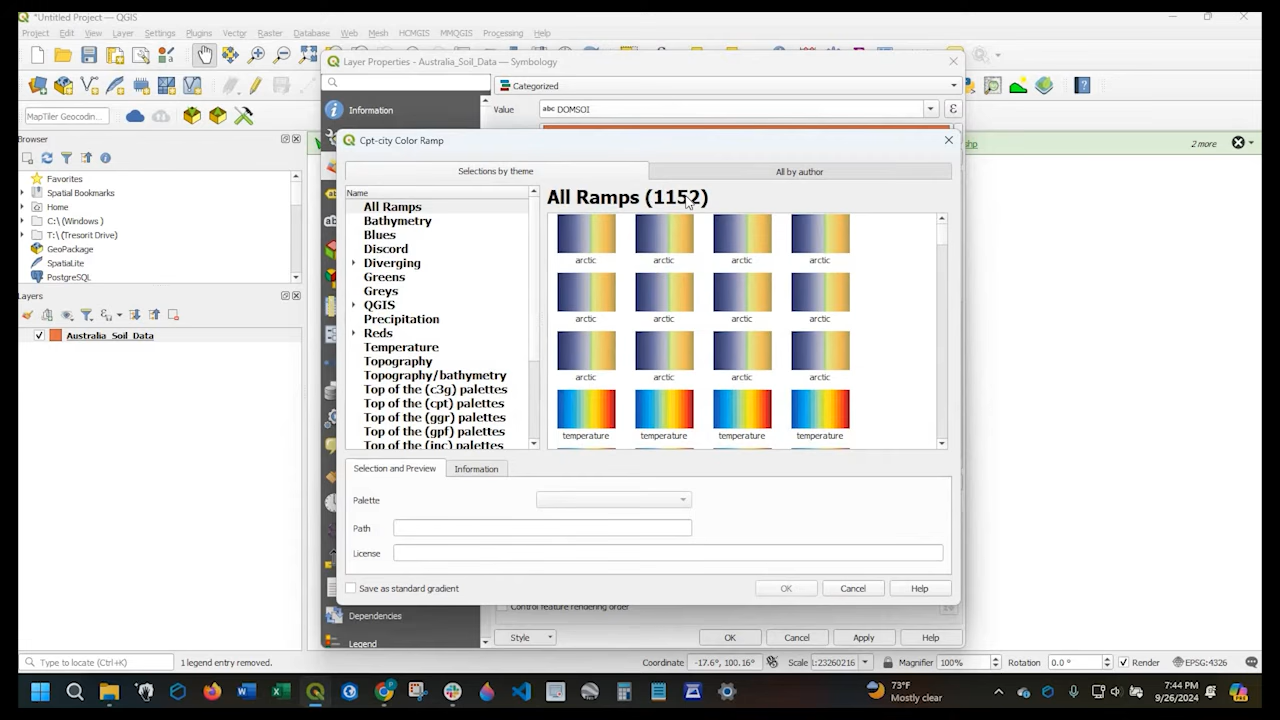 *Untitled Project — QGIS
Project Edit View Layer Settings Plugins Vector Raster Database Web Mesh HCMGIS MMQGIS Processing Help
Layer Properties - Australia_Soil_Data — Symbology
Categorized
MapTiler Geocodin...
Information
Value
abc DOMSOI
Browser
2 more
Favorites
Spatial Bookmarks
Home
C:\ (Windows )
T:\ (Tresorit Drive)
GeoPackage
SpatiaLite
PostgreSQL
Layers
Australia_Soil_Data
Cpt-city Color Ramp
Selections by theme
All by author
Name
All Ramps
Bathymetry
Blues
Discord
Diverging
Greens
Greys
QGIS
Precipitation
Reds
Temperature
Topography
Topography/bathymetry
Top of the (c3g) palettes
Top of the (cpt) palettes
Top of the (ggr) palettes
Top of the (gpf) palettes
Top of the (jnc) palettes
All Ramps (1152)
arctic arctic arctic arctic
arctic arctic arctic arctic
arctic arctic arctic arctic
temperature temperature temperature temperature
Selection and Preview
Information
Palette
Path
License
Save as standard gradient
OK Cancel Help
Control feature rendering order
Dependencies
Legend
Style
OK Cancel Apply Help
Type to locate (Ctrl+K)
1 legend entry removed.
Coordinate -17.6°, 100.16°
Scale 1:23260216
Magnifier 100%
Rotation 0.0 °
Render
EPSG:4326
73°F
Mostly clear
7:44 PM
9/26/2024